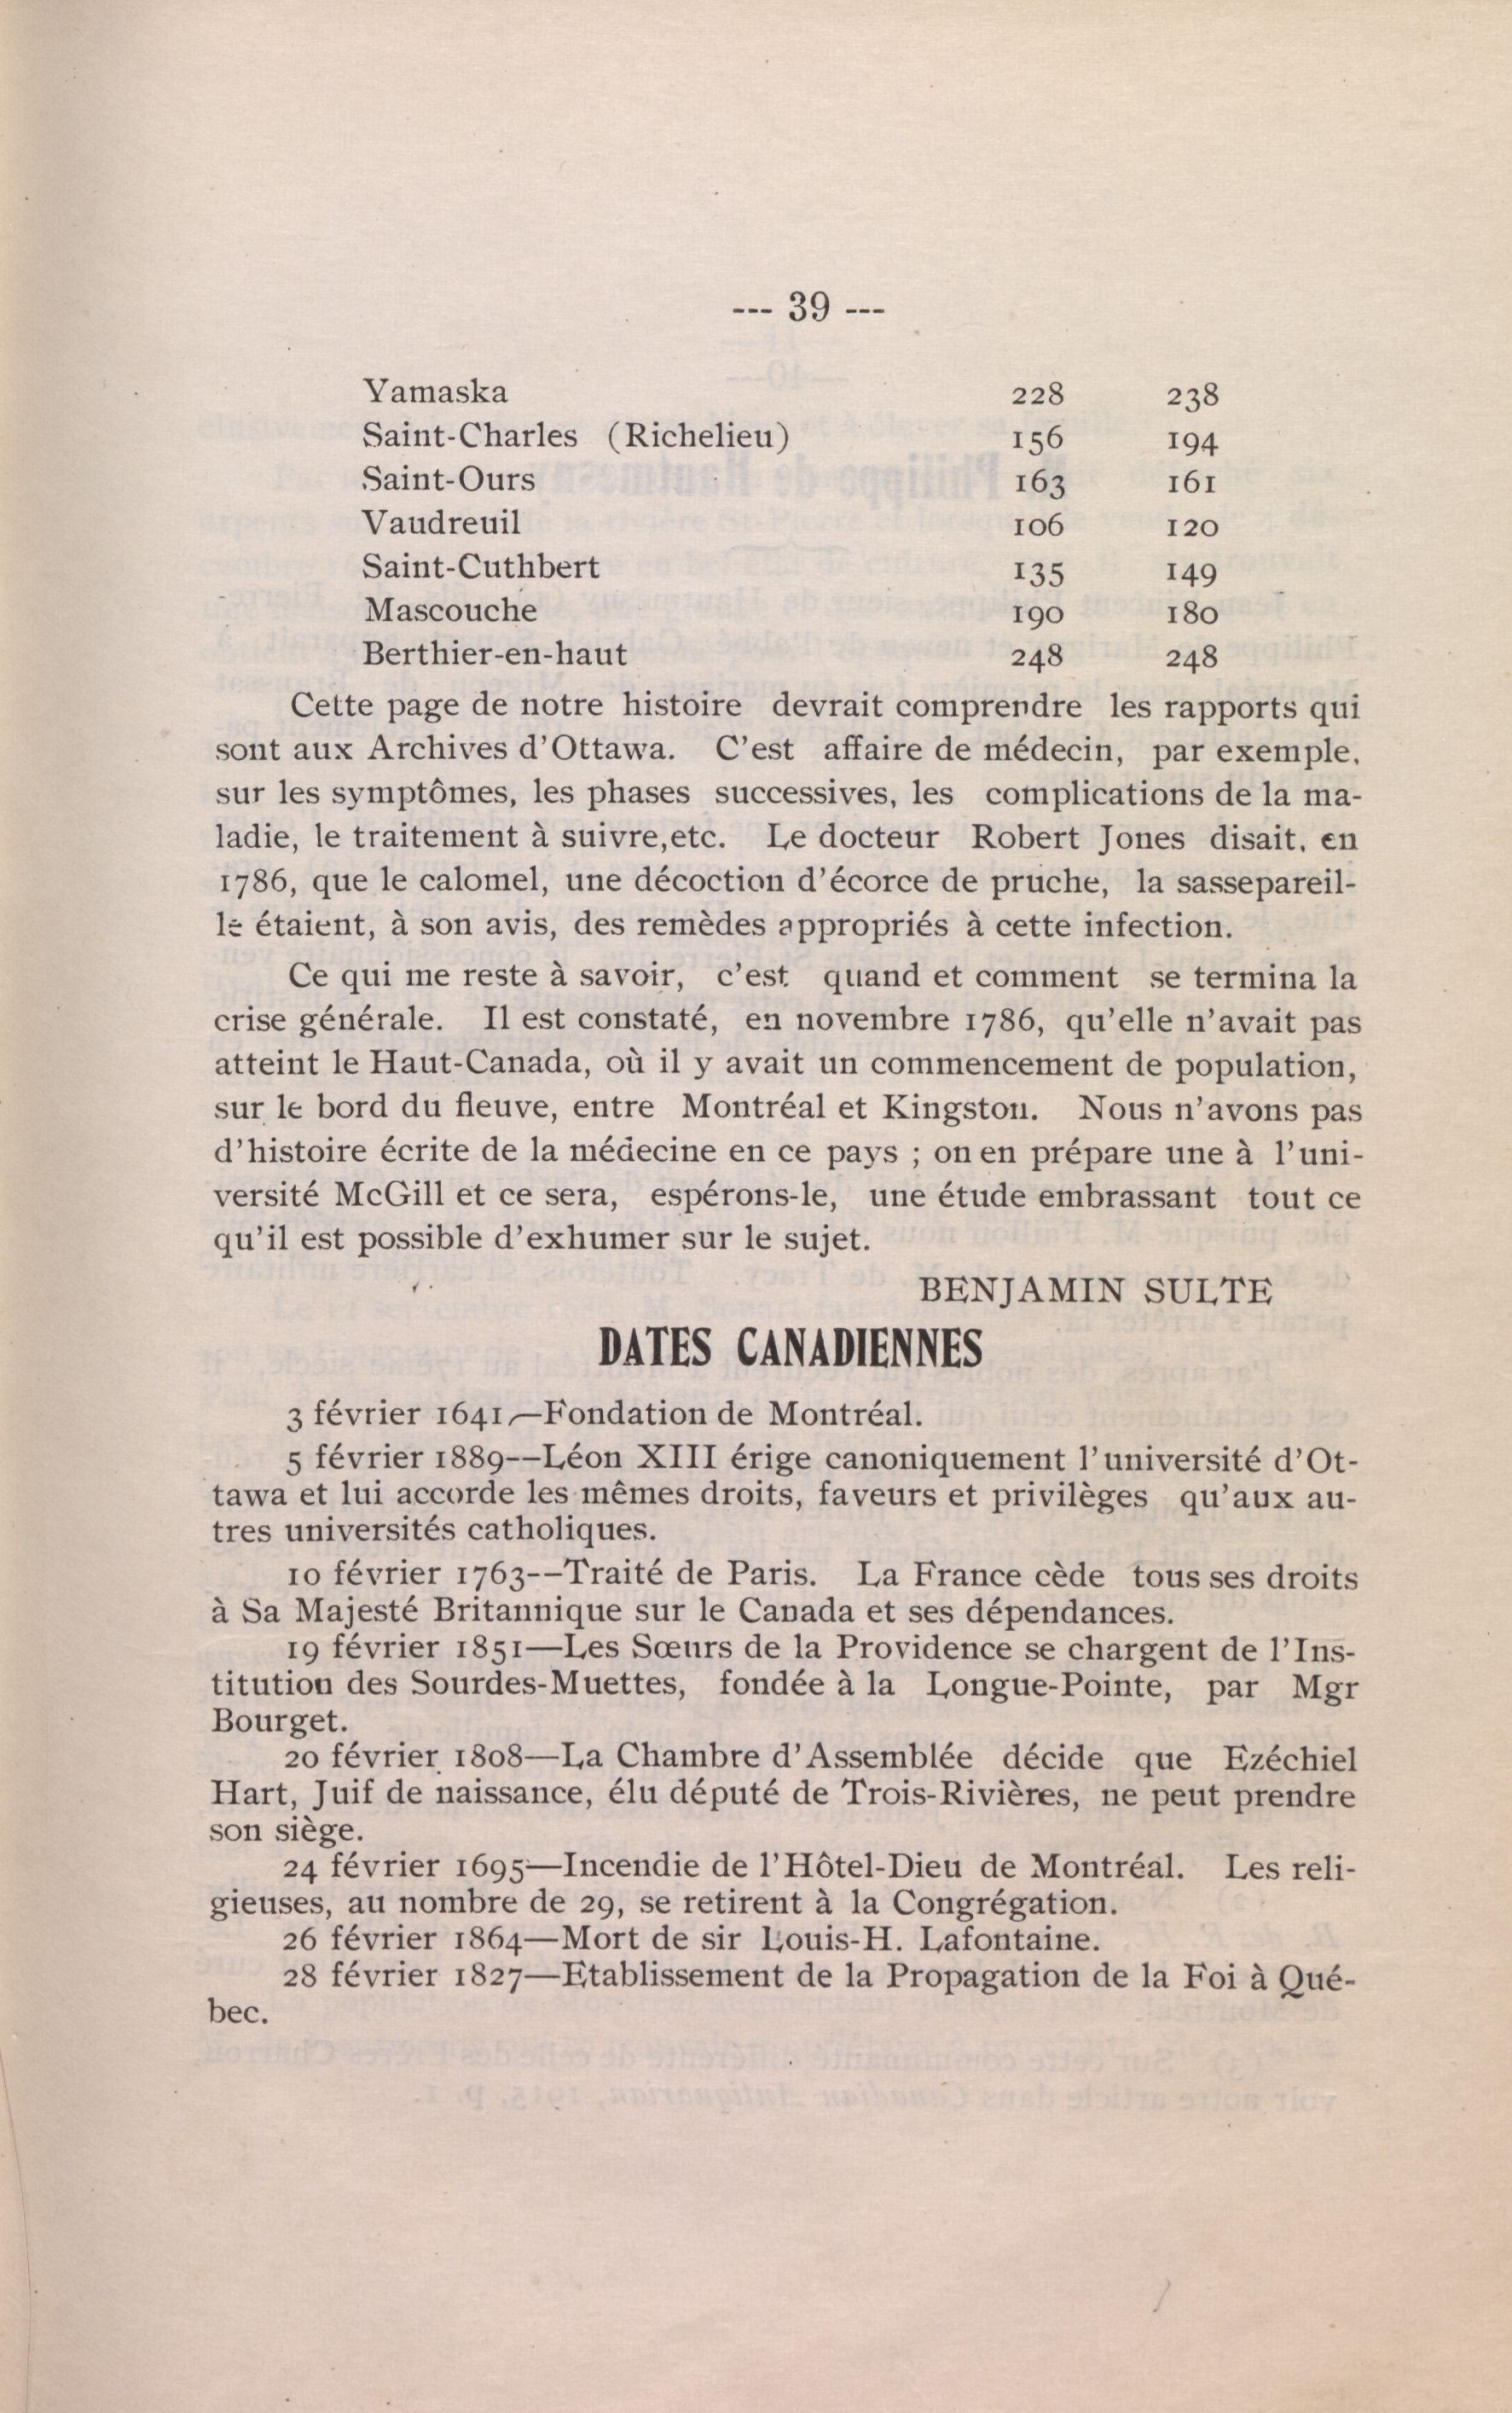 --- 39 ---
Yamaska 228 238
Saint-Charles (Richelieu) 156 194
Saint-Ours 163 161
Vaudreuil 106 120
Saint-Cuthbert 135 149
Mascouche 190 180
Berthier-en-haut 248 248
Cette page de notre histoire devrait comprendre les rapports qui
sont aux Archives d'Ottawa. C'est affaire de médecin, par exemple,
sur les symptômes, les phases successives, les complications de la ma-
ladie, le traitement à suivre,etc. Le docteur Robert Jones disait, en
1786, que le calomel, une décoction d'écorce de pruche, la sassepareil-
le étaient, à son avis, des remèdes appropriés à cette infection.
Ce qui me reste à savoir, c'est quand et comment se termina la
crise générale. Il est constaté, en novembre 1786, qu'elle n'avait pas
atteint le Haut-Canada, où il y avait un commencement de population,
sur le bord du fleuve, entre Montréal et Kingston. Nous n'avons pas
d'histoire écrite de la médecine en ce pays ; on en prépare une à l'uni-
versité McGill et ce sera, espérons-le, une étude embrassant tout ce
qu'il est possible d'exhumer sur le sujet.
BENJAMIN SULTE
DATES CANADIENNES
3 février 1641,—Fondation de Montréal.
5 février 1889--Léon XIII érige canoniquement l'université d'Ot-
tawa et lui accorde les mêmes droits, faveurs et privilèges qu'aux au-
tres universités catholiques.
10 février 1763--Traité de Paris. La France cède tous ses droits
à Sa Majesté Britannique sur le Canada et ses dépendances.
19 février 1851—Les Sœurs de la Providence se chargent de l'Ins-
titution des Sourdes-Muettes, fondée à la Longue-Pointe, par Mgr
Bourget.
20 février 1808—La Chambre d'Assemblée décide que Ezéchiel
Hart, Juif de naissance, élu député de Trois-Rivières, ne peut prendre
son siège.
24 février 1695—Incendie de l'Hôtel-Dieu de Montréal. Les reli-
gieuses, au nombre de 29, se retirent à la Congrégation.
26 février 1864—Mort de sir Louis-H. Lafontaine.
28 février 1827—Etablissement de la Propagation de la Foi à Qué-
bec.